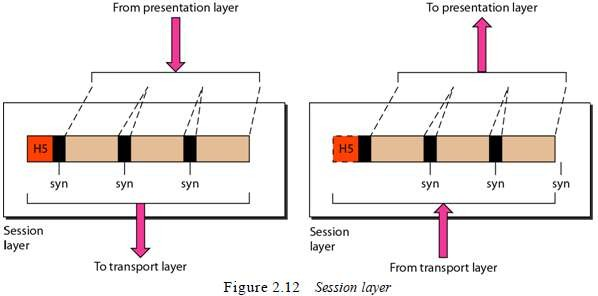 From presentation layer
To presentation layer
H5
syn syn syn
H5
syn syn syn
Session
layer
Session
layer
To transport layer
From transport layer
Figure 2.12 Session layer